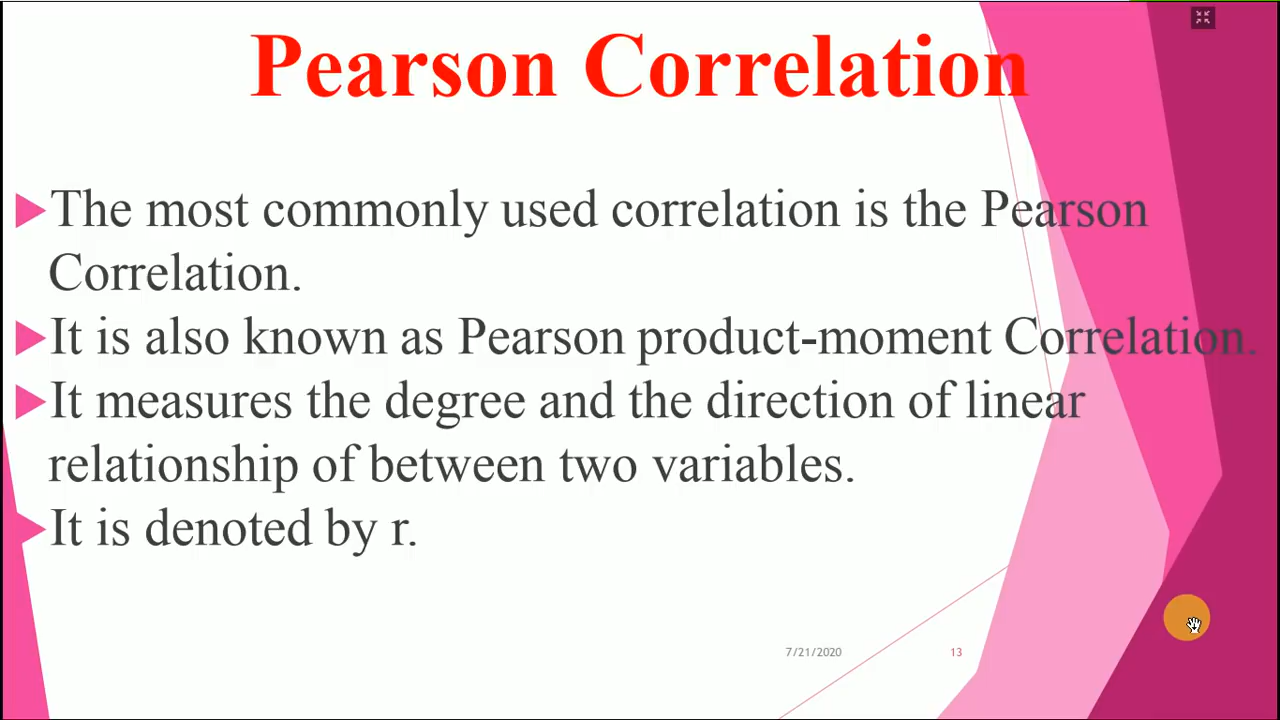 Pearson Correlation
The most commonly used correlation is the Pearson
Correlation.
It is also known as Pearson product-moment Correlation.
It measures the degree and the direction of linear
relationship of between two variables.
It is denoted by r.
7/21/2020 13